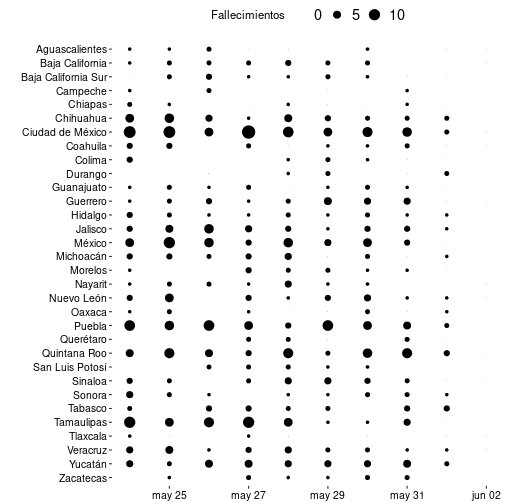 Fallecimientos 0 5 10
Aguascalientes
Baja California
Baja California Sur
Campeche
Chiapas
Chihuahua
Ciudad de México
Coahuila
Colima
Durango
Guanajuato
Guerrero
Hidalgo
Jalisco
México
Michoacán
Morelos
Nayarit
Nuevo León
Oaxaca
Puebla
Querétaro
Quintana Roo
San Luis Potosí
Sinaloa
Sonora
Tabasco
Tamaulipas
Tlaxcala
Veracruz
Yucatán
Zacatecas
may 25 may 27 may 29 may 31 jun 02